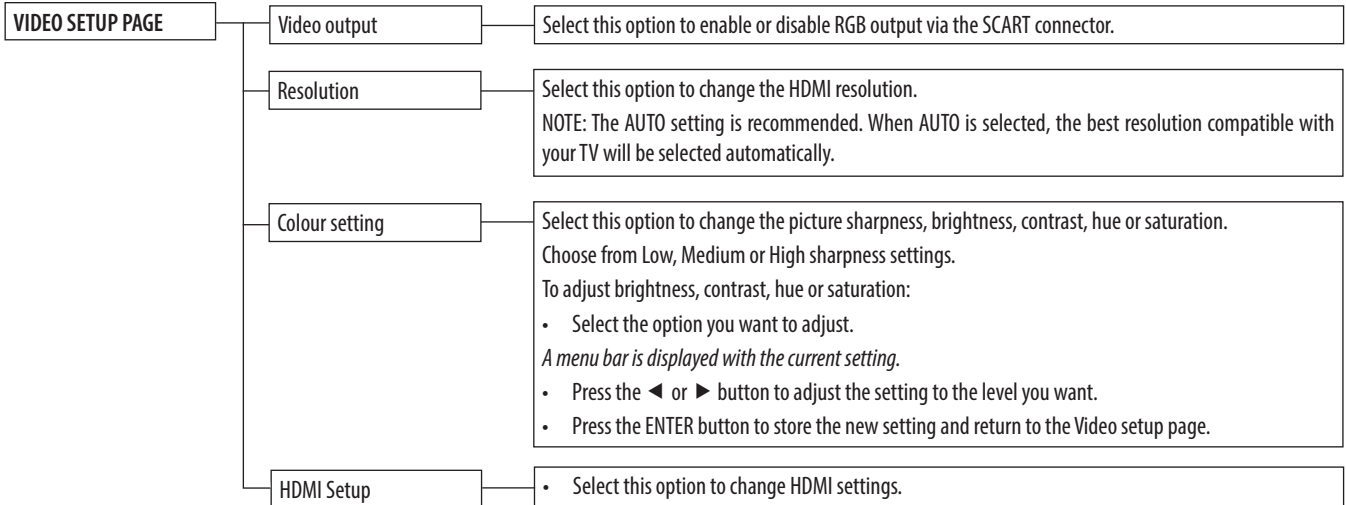 VIDEO SETUP PAGE
Video output
Select this option to enable or disable RGB output via the SCART connector.
Resolution
Select this option to change the HDMI resolution.
NOTE: The AUTO setting is recommended. When AUTO is selected, the best resolution compatible with
your TV will be selected automatically.
Colour setting
Select this option to change the picture sharpness, brightness, contrast, hue or saturation.
Choose from Low, Medium or High sharpness settings.
To adjust brightness, contrast, hue or saturation:
• Select the option you want to adjust.
A menu bar is displayed with the current setting.
• Press the ◀ or ▶ button to adjust the setting to the level you want.
• Press the ENTER button to store the new setting and return to the Video setup page.
HDMI Setup
• Select this option to change HDMI settings.